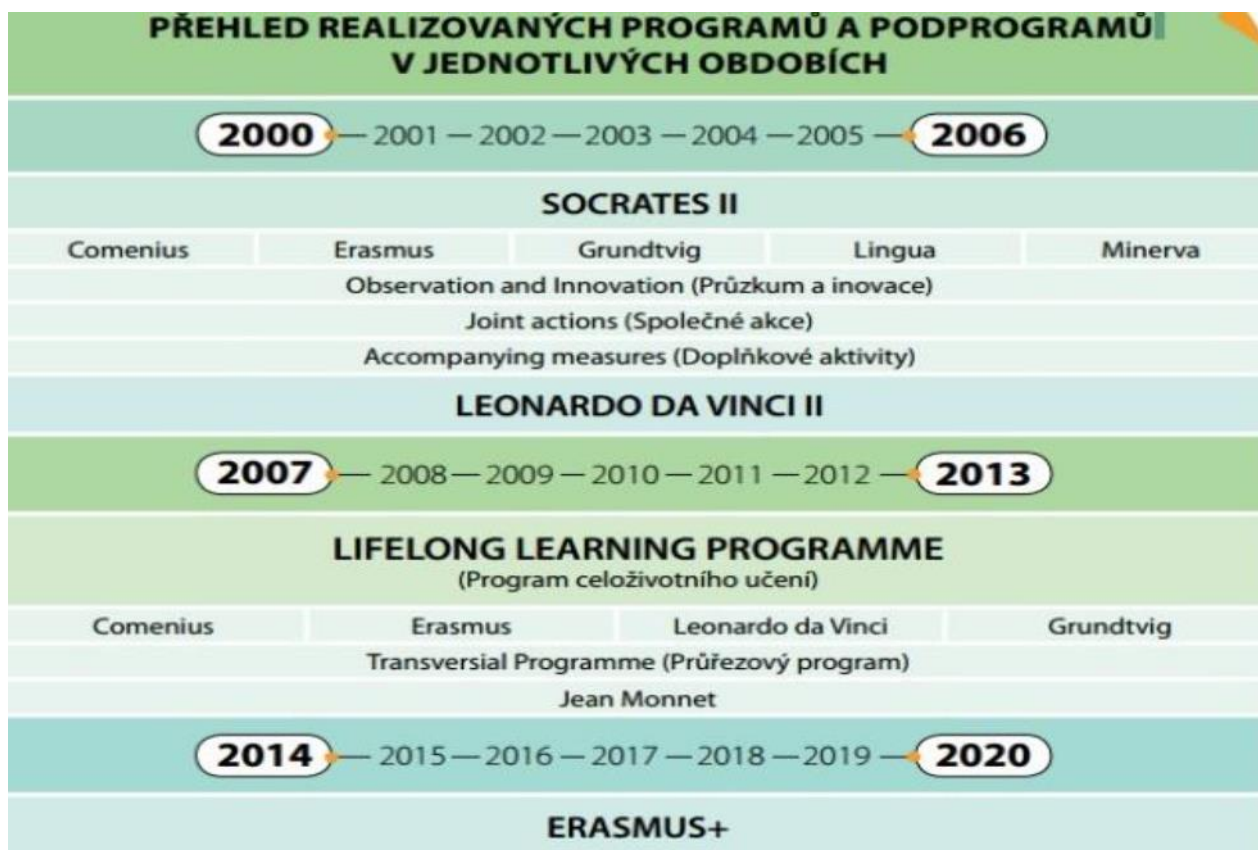 PŘEHLED REALIZOVANÝCH PROGRAMŮ A PODPROGRAMŮ
V JEDNOTLIVÝCH OBDOBÍCH
2000 — 2001 — 2002 — 2003 — 2004 — 2005 — 2006
SOCRATES II
Comenius Erasmus Grundtvig Lingua Minerva
Observation and Innovation (Průzkum a inovace)
Joint actions (Společné akce)
Accompanying measures (Doplňkové aktivity)
LEONARDO DA VINCI II
2007 — 2008 — 2009 — 2010 — 2011 — 2012 — 2013
LIFELONG LEARNING PROGRAMME
(Program celoživotního učení)
Comenius Erasmus Leonardo da Vinci Grundtvig
Transversial Programme (Průřezový program)
Jean Monnet
2014 — 2015 — 2016 — 2017 — 2018 — 2019 — 2020
ERASMUS+